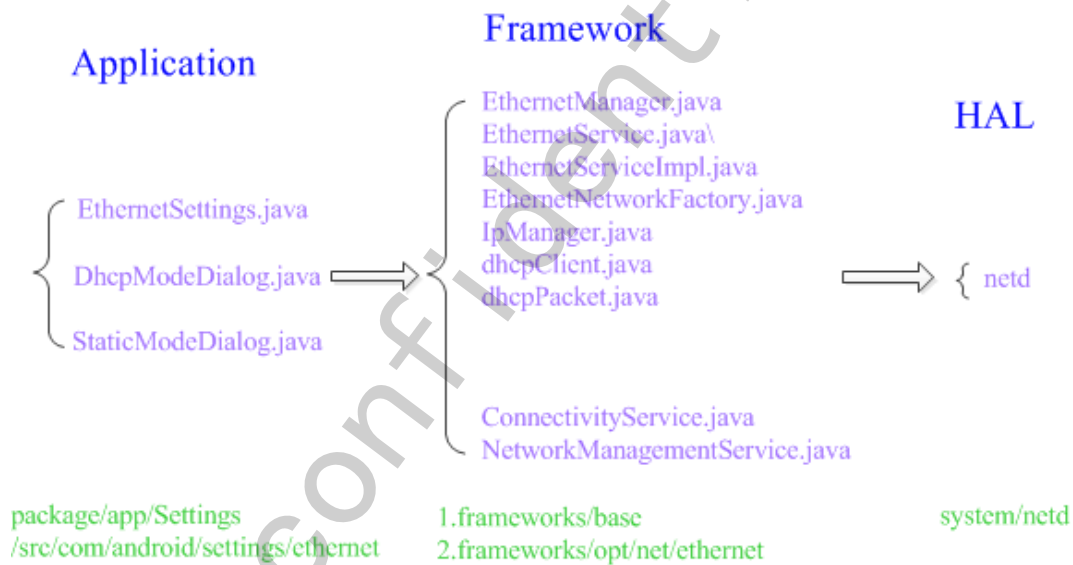 Application
EthernetSettings.java
DhcpModeDialog.java
StaticModeDialog.java
package/app/Settings
/src/com/android/settings/ethernet
Framework
EthernetManager.java
EthernetService.java\
EthernetServiceImpl.java
EthernetNetworkFactory.java
IpManager.java
dhcpClient.java
dhcpPacket.java
ConnectivityService.java
NetworkManagementService.java
1.frameworks/base
2.frameworks/opt/net/ethernet
HAL
netd
system/netd
confident